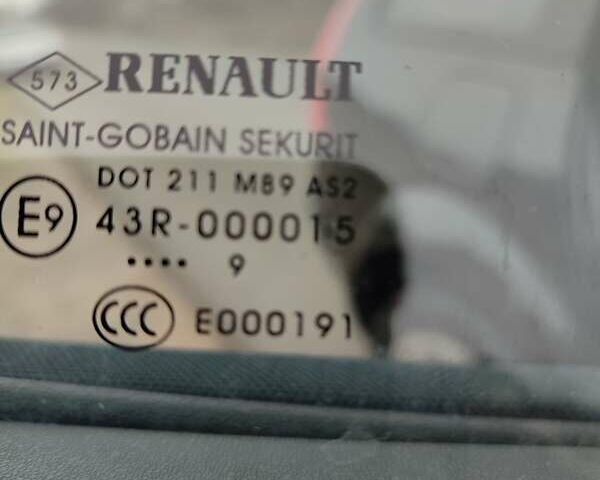 573 RENAULT
SAINT-GOBAIN SEKURIT
DOT 211 M89 AS2
E9 43R-000015
•••• 9
CCC E000191